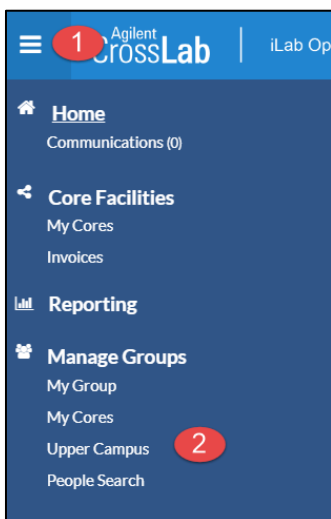 1
Agilent
CrossLab
iLab Op
Home
Communications (0)
Core Facilities
My Cores
Invoices
Reporting
Manage Groups
My Group
My Cores
Upper Campus 2
People Search